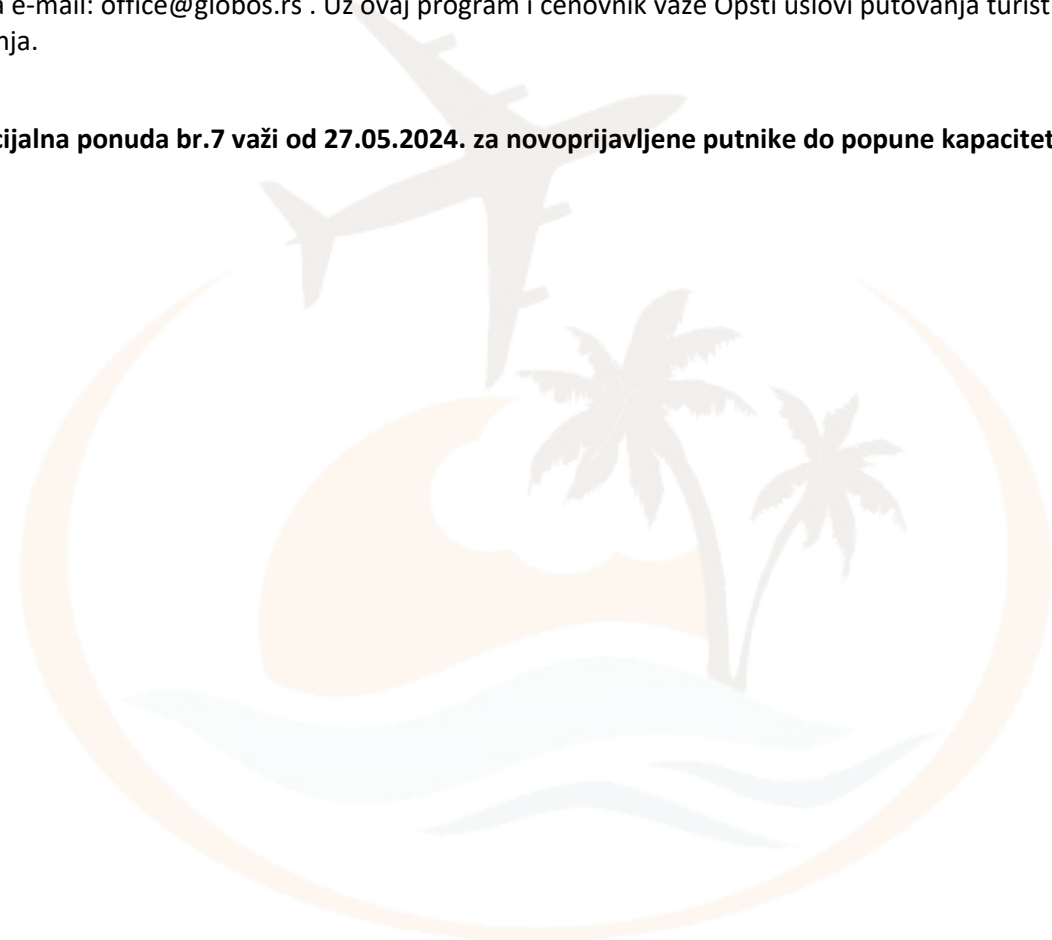 e-mail: office@globos.rs . Uz ovaj program i cenovnik važe Opšti uslovi putovanja turist
nja.
cijalna ponuda br.7 važi od 27.05.2024. za novoprijavljene putnike do popune kapacitet